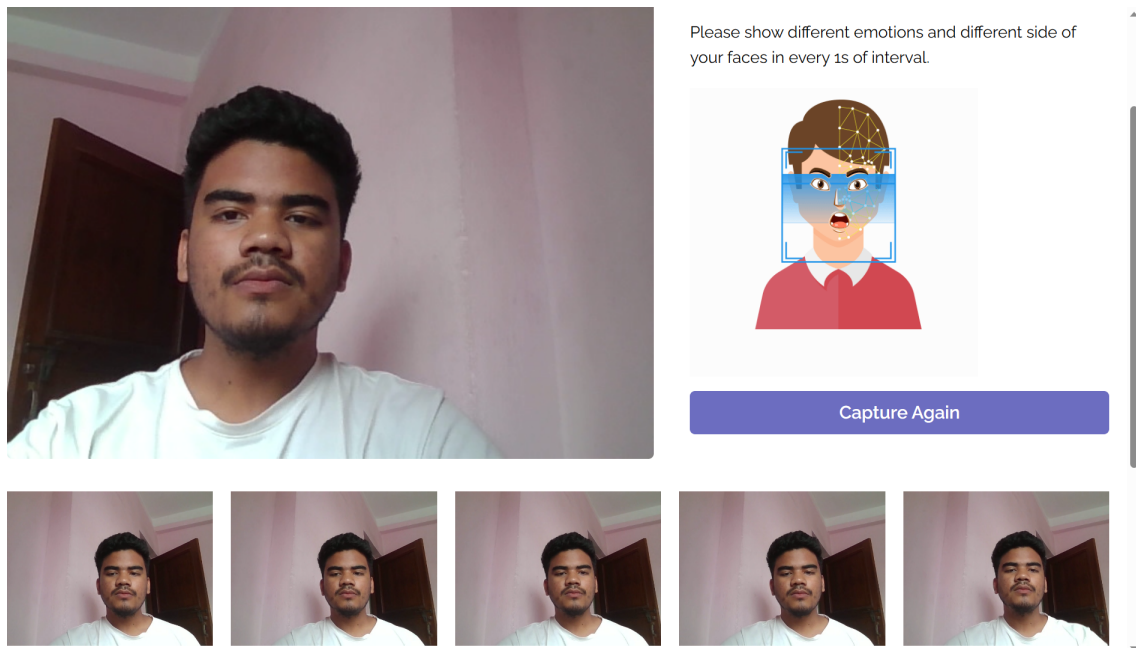 Please show different emotions and different side of
your faces in every 1s of interval.
Capture Again